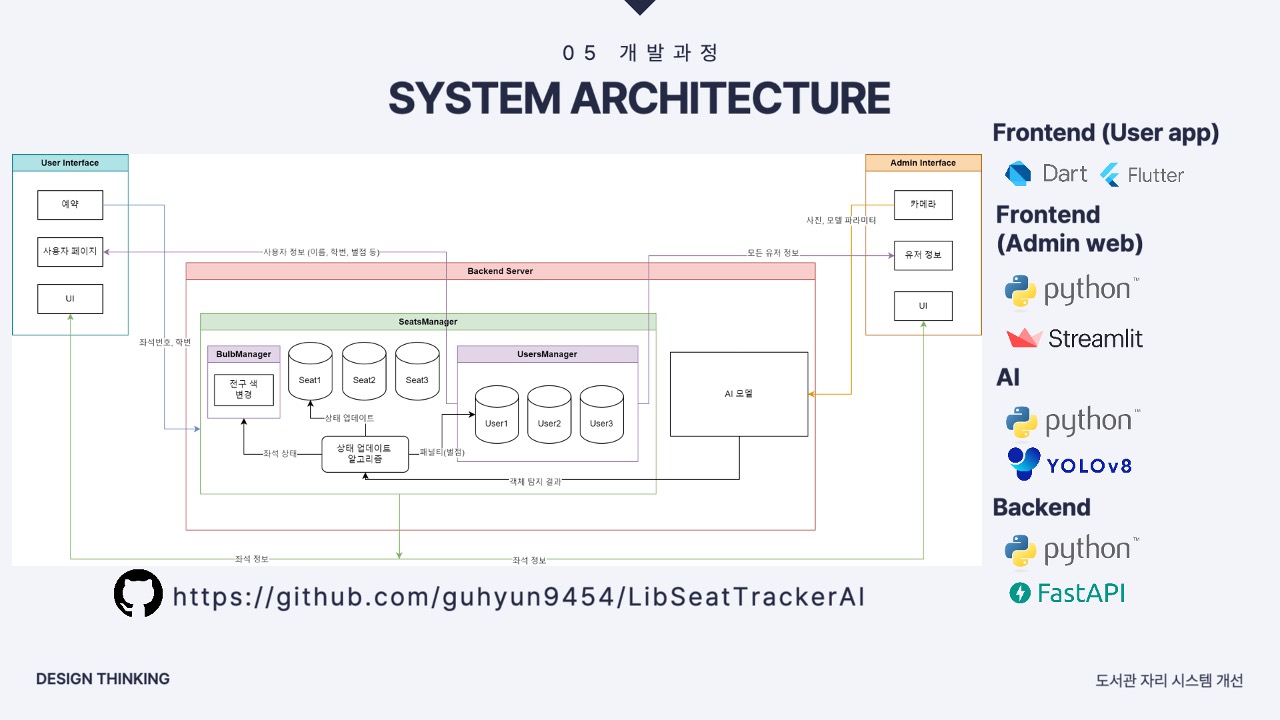 05 개발과정
SYSTEM ARCHITECTURE
User Interface
예약
사용자 페이지
UI
사용자 정보 (이름, 학번, 별점 등)
좌석번호, 학번
Backend Server
SeatsManager
BulbManager
전구 색
변경
Seat1
Seat2
Seat3
UsersManager
User1
User2
User3
상태 업데이트
상태 업데이트
알고리즘
좌석 상태
패널티(별점)
객체 탐지 결과
AI 모델
모든 유저 정보
사진, 모델 파라미터
Admin Interface
카메라
유저 정보
UI
좌석 정보
좌석 정보
https://github.com/guhyun9454/LibSeatTrackerAI
Frontend (User app)
Dart
Flutter
Frontend
(Admin web)
python™
Streamlit
AI
python™
YOLOv8
Backend
python™
FastAPI
DESIGN THINKING
도서관 자리 시스템 개선